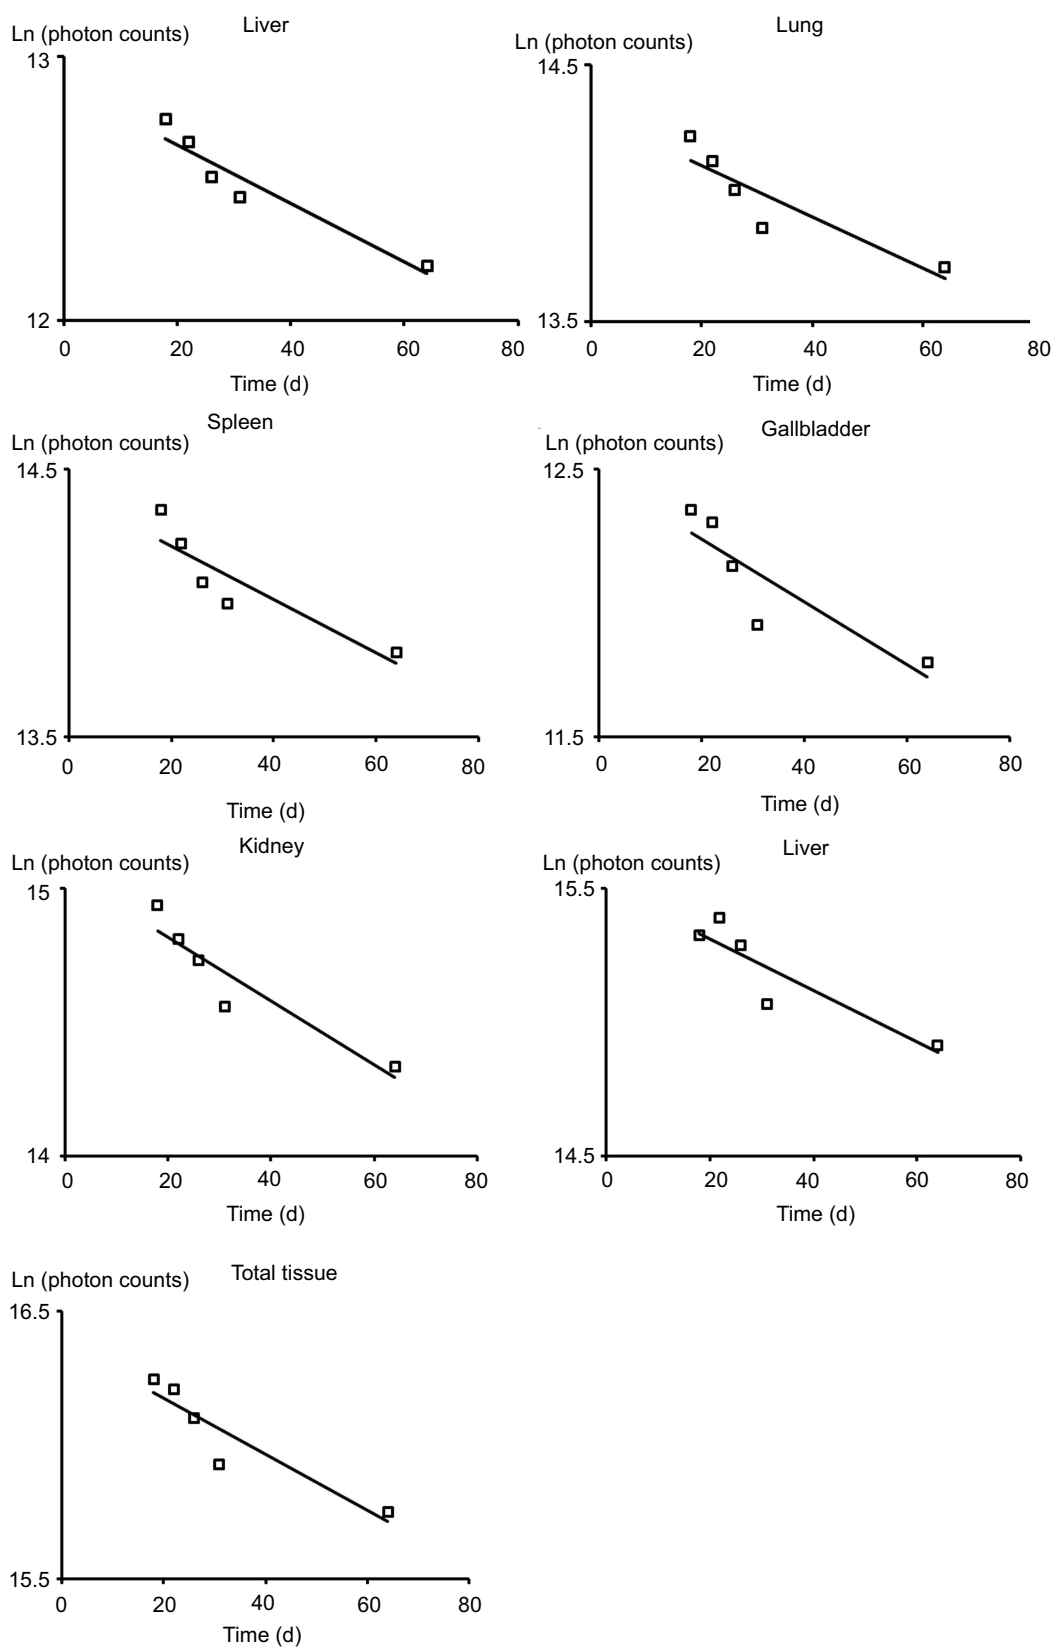 Liver
Ln (photon counts)
13
12
0 20 40 60 80
Time (d)
Lung
Ln (photon counts)
14.5
13.5
0 20 40 60 80
Time (d)
Spleen
Ln (photon counts)
14.5
13.5
0 20 40 60 80
Time (d)
Gallbladder
Ln (photon counts)
12.5
11.5
0 20 40 60 80
Time (d)
Kidney
Ln (photon counts)
15
14
0 20 40 60 80
Time (d)
Liver
Ln (photon counts)
15.5
14.5
0 20 40 60 80
Time (d)
Total tissue
Ln (photon counts)
16.5
15.5
0 20 40 60 80
Time (d)